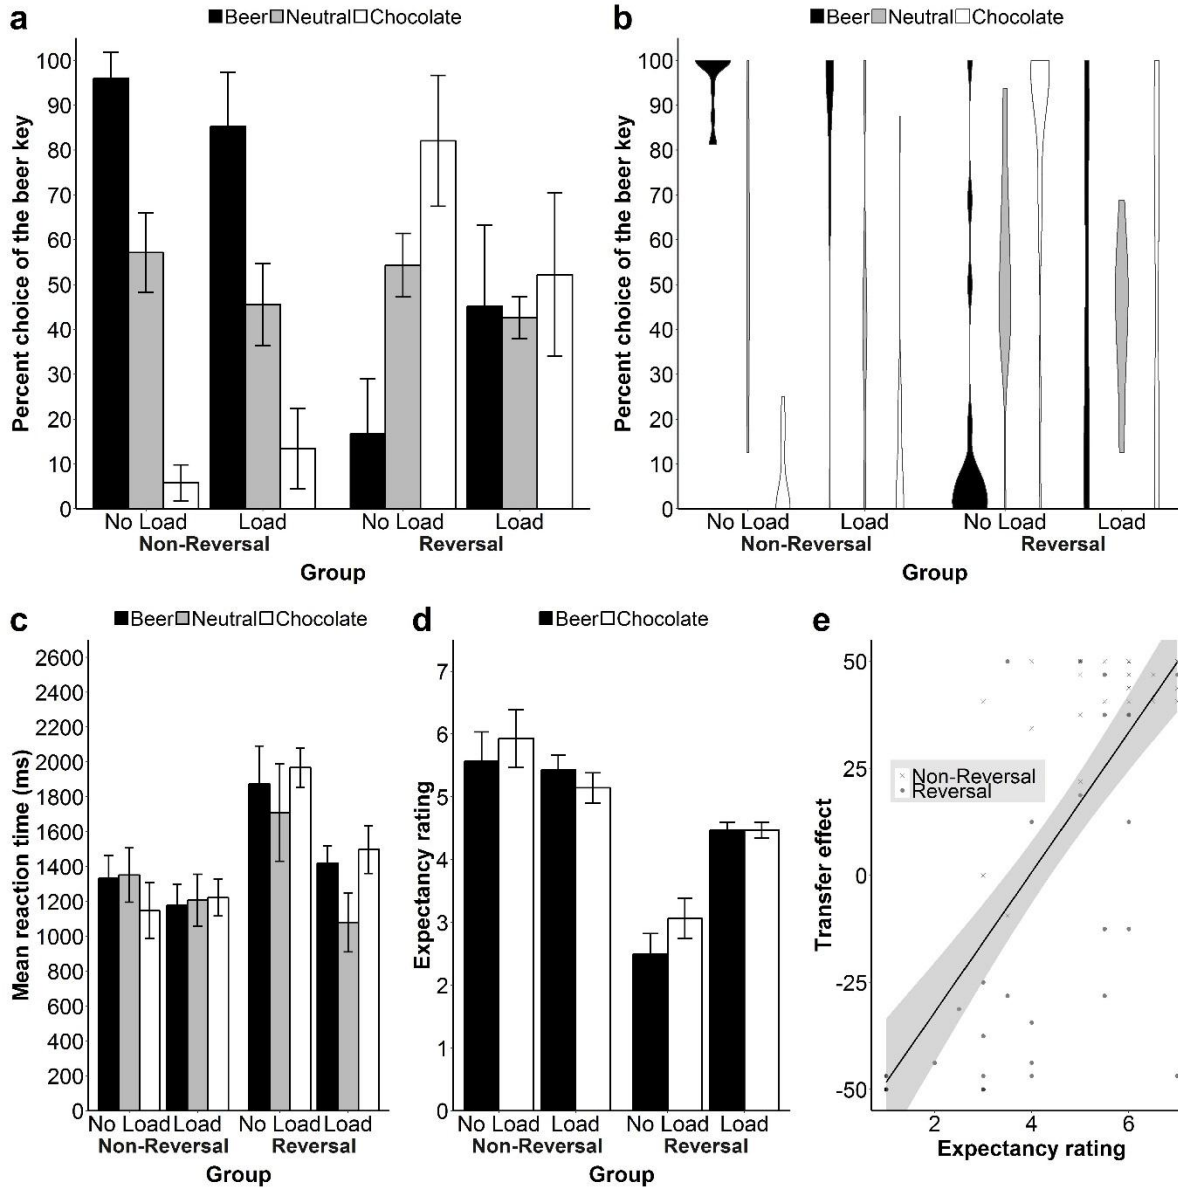 a
Beer Neutral Chocolate
Percent choice of the beer key
100
90
80
70
60
50
40
30
20
10
0
No Load Load No Load Load
Non-Reversal Reversal
Group
b
Beer Neutral Chocolate
Percent choice of the beer key
100
90
80
70
60
50
40
30
20
10
0
No Load Load No Load Load
Non-Reversal Reversal
Group
c
Beer Neutral Chocolate
Mean reaction time (ms)
2600
2400
2200
2000
1800
1600
1400
1200
1000
800
600
400
200
0
No Load Load No Load Load
Non-Reversal Reversal
Group
d
Beer Chocolate
Expectancy rating
7
6
5
4
3
2
1
0
No Load Load No Load Load
Non-Reversal Reversal
Group
e
Transfer effect
50
25
0
-25
-50
Non-Reversal
Reversal
2 4 6
Expectancy rating